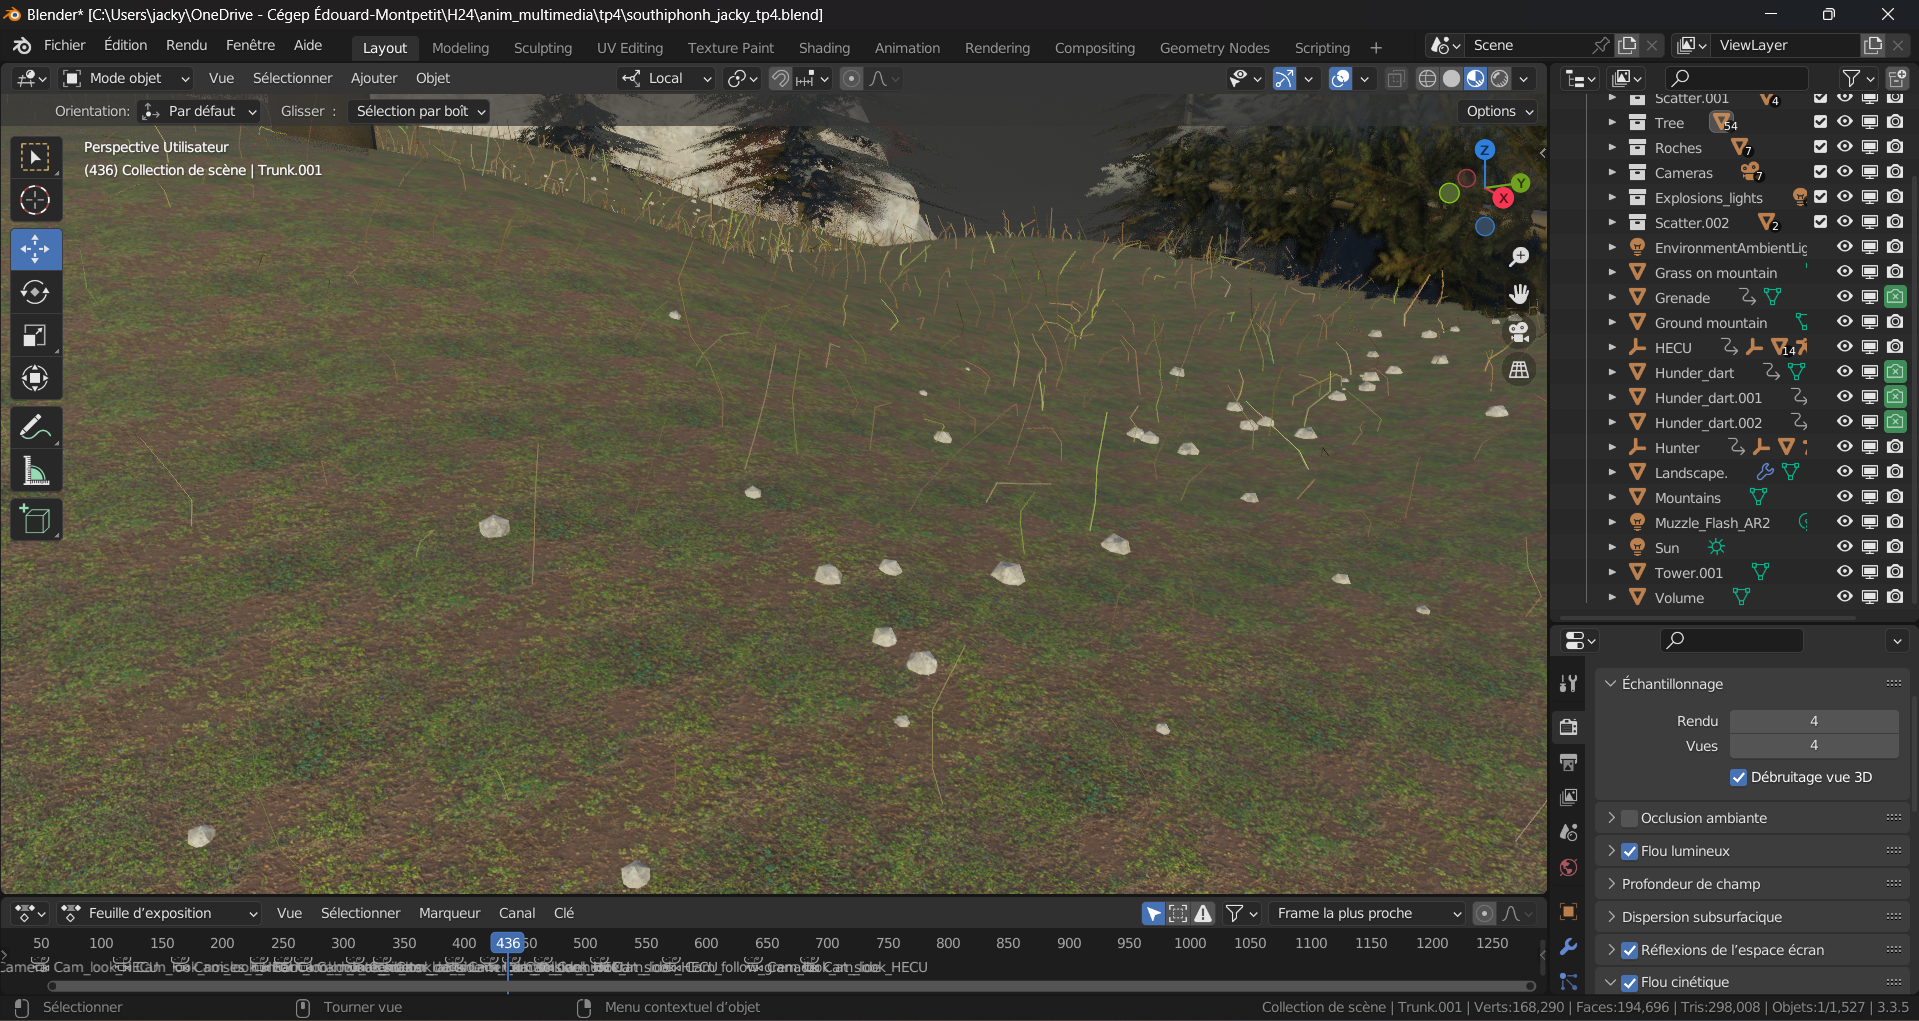 Blender* [C:\Users\jacky\OneDrive - Cégep Édouard-Montpetit\H24\anim_multimedia\tp4\southiphonh_jacky_tp4.blend]
Fichier Édition Rendu Fenêtre Aide Layout Modeling Sculpting UV Editing Texture Paint Shading Animation Rendering Compositing Geometry Nodes Scripting + Scene ViewLayer
Mode objet Vue Sélectionner Ajouter Objet Local
Orientation: Par défaut Glisser : Sélection par boît Options
Perspective Utilisateur
(436) Collection de scène | Trunk.001
Z
Y
X
Scatter.001 4
Tree 54
Roches 7
Cameras 7
Explosions_lights
Scatter.002 2
EnvironmentAmbientLig
Grass on mountain
Grenade
Ground mountain
HECU 14
Hunder_dart
Hunder_dart.001
Hunder_dart.002
Hunter
Landscape.
Mountains
Muzzle_Flash_AR2
Sun
Tower.001
Volume
Échantillonnage
Rendu 4
Vues 4
Débruitage vue 3D
Occlusion ambiante
Flou lumineux
Profondeur de champ
Dispersion subsurfacique
Réflexions de l'espace écran
Flou cinétique
Feuille d'exposition Vue Sélectionner Marqueur Canal Clé Frame la plus proche
50 100 150 200 250 300 350 400 436 500 550 600 650 700 750 800 850 900 950 1000 1050 1100 1150 1200 1250
Sélectionner Tourner vue Menu contextuel d'objet Collection de scène | Trunk.001 | Verts:168,290 | Faces:194,696 | Tris:298,008 | Objets:1/1,527 | 3.3.5